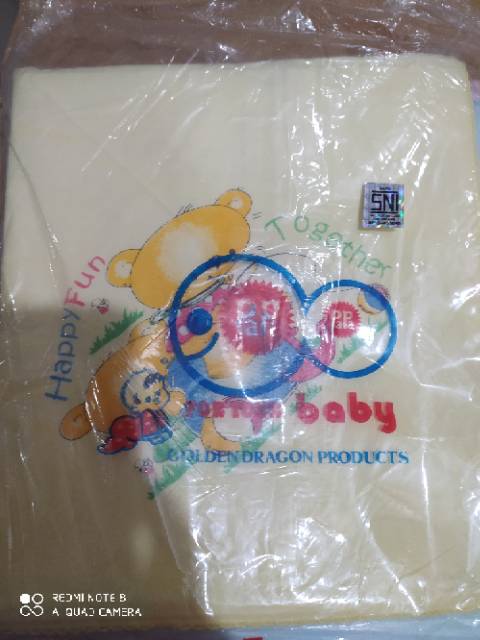 SNI
Happy Fun
Together
baby
GOLDEN DRAGON PRODUCTS
REDMI NOTE 8
AI QUAD CAMERA